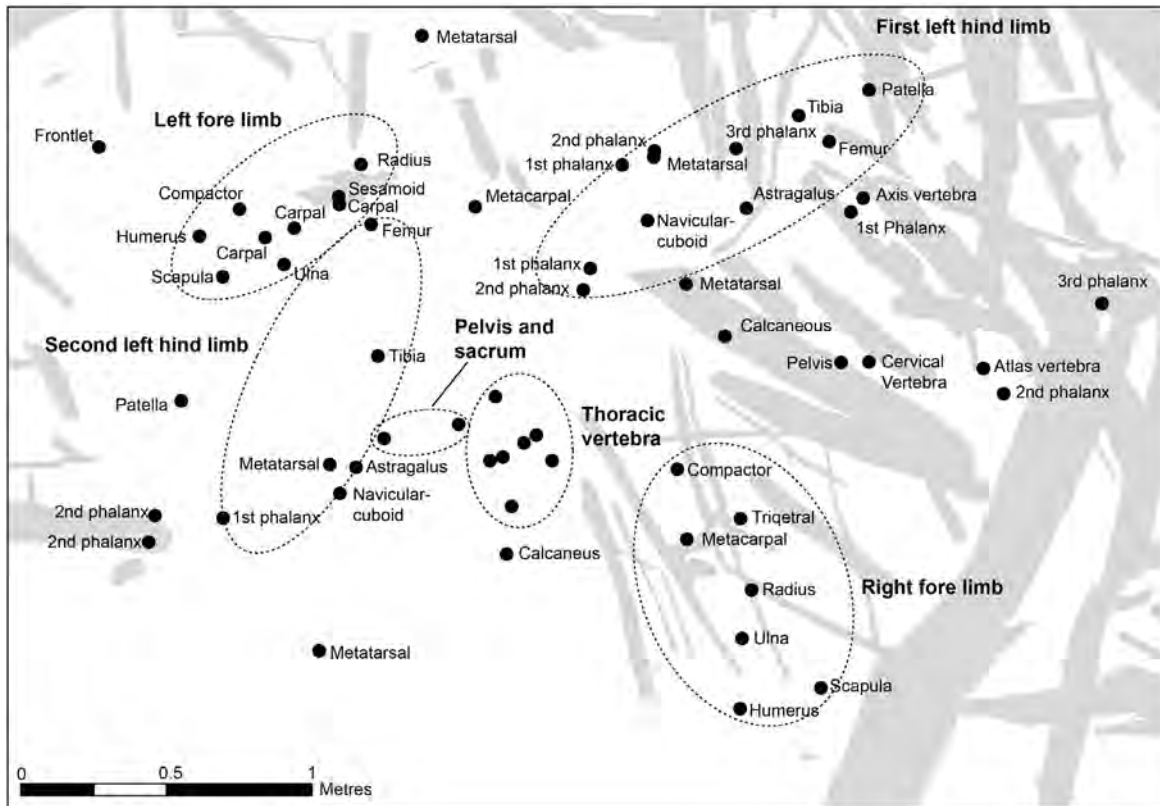 First left hind limb
Metatarsal
Patella
Tibia
Left fore limb
2nd phalanx
3rd phalanx
Frontlet
Femur
Radius
1st phalanx
Metatarsal
Sesamoid
Compactor
Carpal
Metacarpal
Astragalus
Axis vertebra
Carpal
Navicular-
cuboid
1st Phalanx
Humerus
Femur
Carpal
Scapula
Ulna
1st phalanx
2nd phalanx
Metatarsal
3rd phalanx
Calcaneous
Pelvis and
sacrum
Second left hind limb
Tibia
Pelvis
Cervical
Vertebra
Atlas vertebra
2nd phalanx
Patella
Thoracic
vertebra
Metatarsal
Astragalus
Compactor
Navicular-
cuboid
2nd phalanx
1st phalanx
Triqetral
2nd phalanx
Metacarpal
Calcaneus
Radius
Right fore limb
Ulna
Metatarsal
Scapula
Humerus
0
0.5
1
Metres